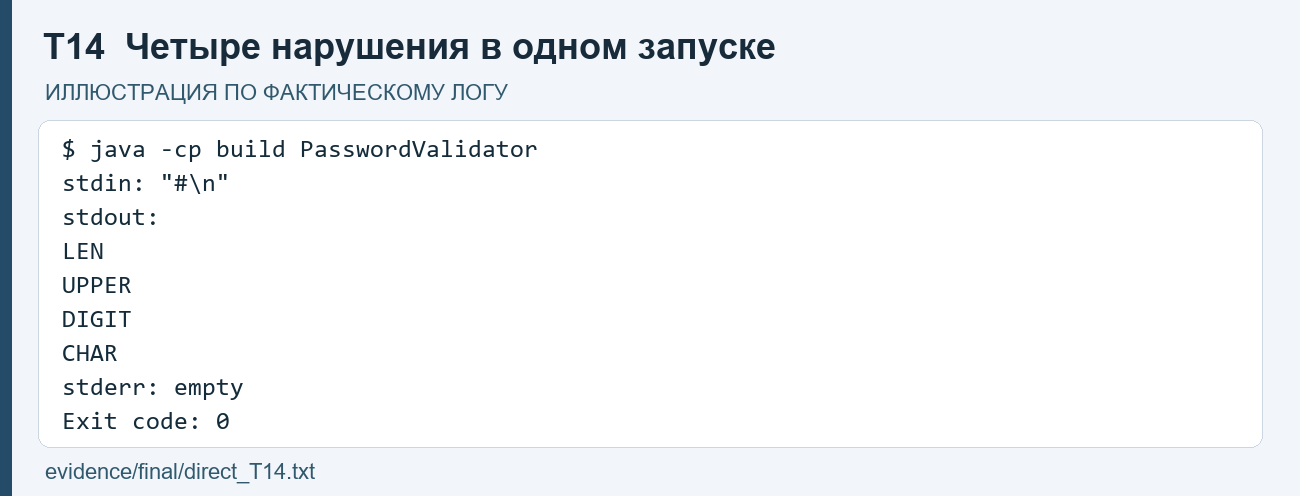 T14  Четыре нарушения в одном запуске
ИЛЛЮСТРАЦИЯ ПО ФАКТИЧЕСКОМУ ЛОГУ
$ java -cp build PasswordValidator
stdin: "#\n"
stdout:
LEN
UPPER
DIGIT
CHAR
stderr: empty
Exit code: 0
evidence/final/direct_T14.txt